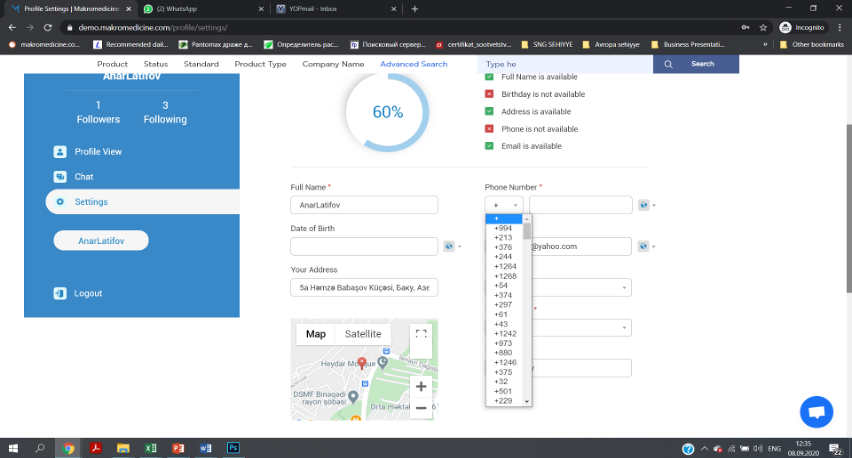 Profile Settings | Makromedicine.
(2) WhatsApp
YOPmail - Inbox
demo.makromedicine.com/profile/settings/
Incognito
makromedicine.co...
Recommended dail...
Pantomax драже д...
Определител рас...
Поисковый сервер...
certifikat_sootvetstv...
SNG SEHIYYE
Avropa sehiyye
Business Presentati...
»
Other bookmarks
Product
Status
Standard
Product Type
Company Name
Advanced Search
Type he
Search
AnarLatifov
1
Followers
3
Following
Profile View
Chat
Settings
AnarLatifov
Logout
60%
Full Name is available
Birthday is not available
Address is available
Phone is not available
Email is available
Full Name *
AnarLatifov
Date of Birth
Your Address
5a Həmzə Babaşov Küçəsi, Баку, Азе
Phone Number *
+
+
+994
+213
+376
+244
+1264
+1268
+54
+374
+297
+61
+43
+1242
+973
+880
+1246
+375
+32
+501
+229
@yahoo.com
*
Map
Satellite
Heydar Mosque
DSMF Binəqədi
rayon şöbəsi
Orta məktəb
+
−
ENG
12:35
08.09.2020
22